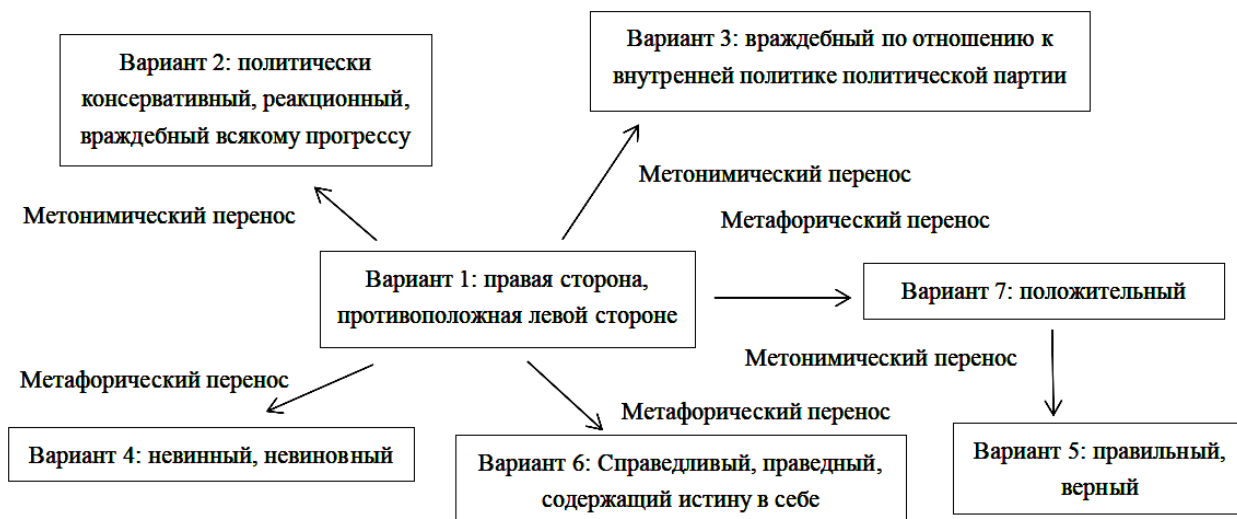 Вариант 2: политически
консервативный, реакционный,
враждебный всякому прогрессу
Вариант 3: враждебный по отношению к
внутренней политике политической партии
Метонимический перенос
Метонимический перенос
Метафорический перенос
Вариант 1: правая сторона,
противоположная левой стороне
Вариант 7: положительный
Метафорический перенос
Метонимический перенос
Метафорический перенос
Вариант 4: невинный, невиновный
Вариант 6: Справедливый, праведный,
содержащий истину в себе
Вариант 5: правильный,
верный